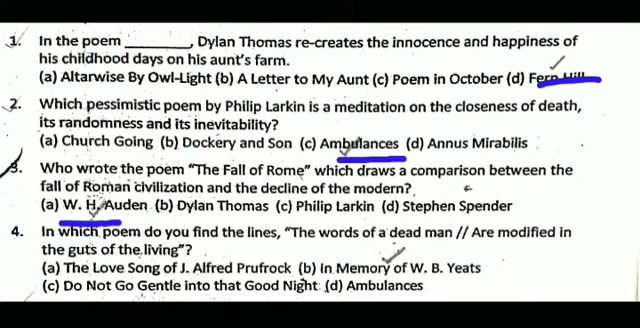 1. In the poem ________, Dylan Thomas re-creates the innocence and happiness of
his childhood days on his aunt's farm.
(a) Altarwise By Owl-Light (b) A Letter to My Aunt (c) Poem in October (d) Fern Hill
2. Which pessimistic poem by Philip Larkin is a meditation on the closeness of death,
its randomness and its inevitability?
(a) Church Going (b) Dockery and Son (c) Ambulances (d) Annus Mirabilis
3. Who wrote the poem "The Fall of Rome" which draws a comparison between the
fall of Roman civilization and the decline of the modern?
(a) W. H. Auden (b) Dylan Thomas (c) Philip Larkin (d) Stephen Spender
4. In which poem do you find the lines, "The words of a dead man // Are modified in
the guts of the living"?
(a) The Love Song of J. Alfred Prufrock (b) In Memory of W. B. Yeats
(c) Do Not Go Gentle into that Good Night (d) Ambulances